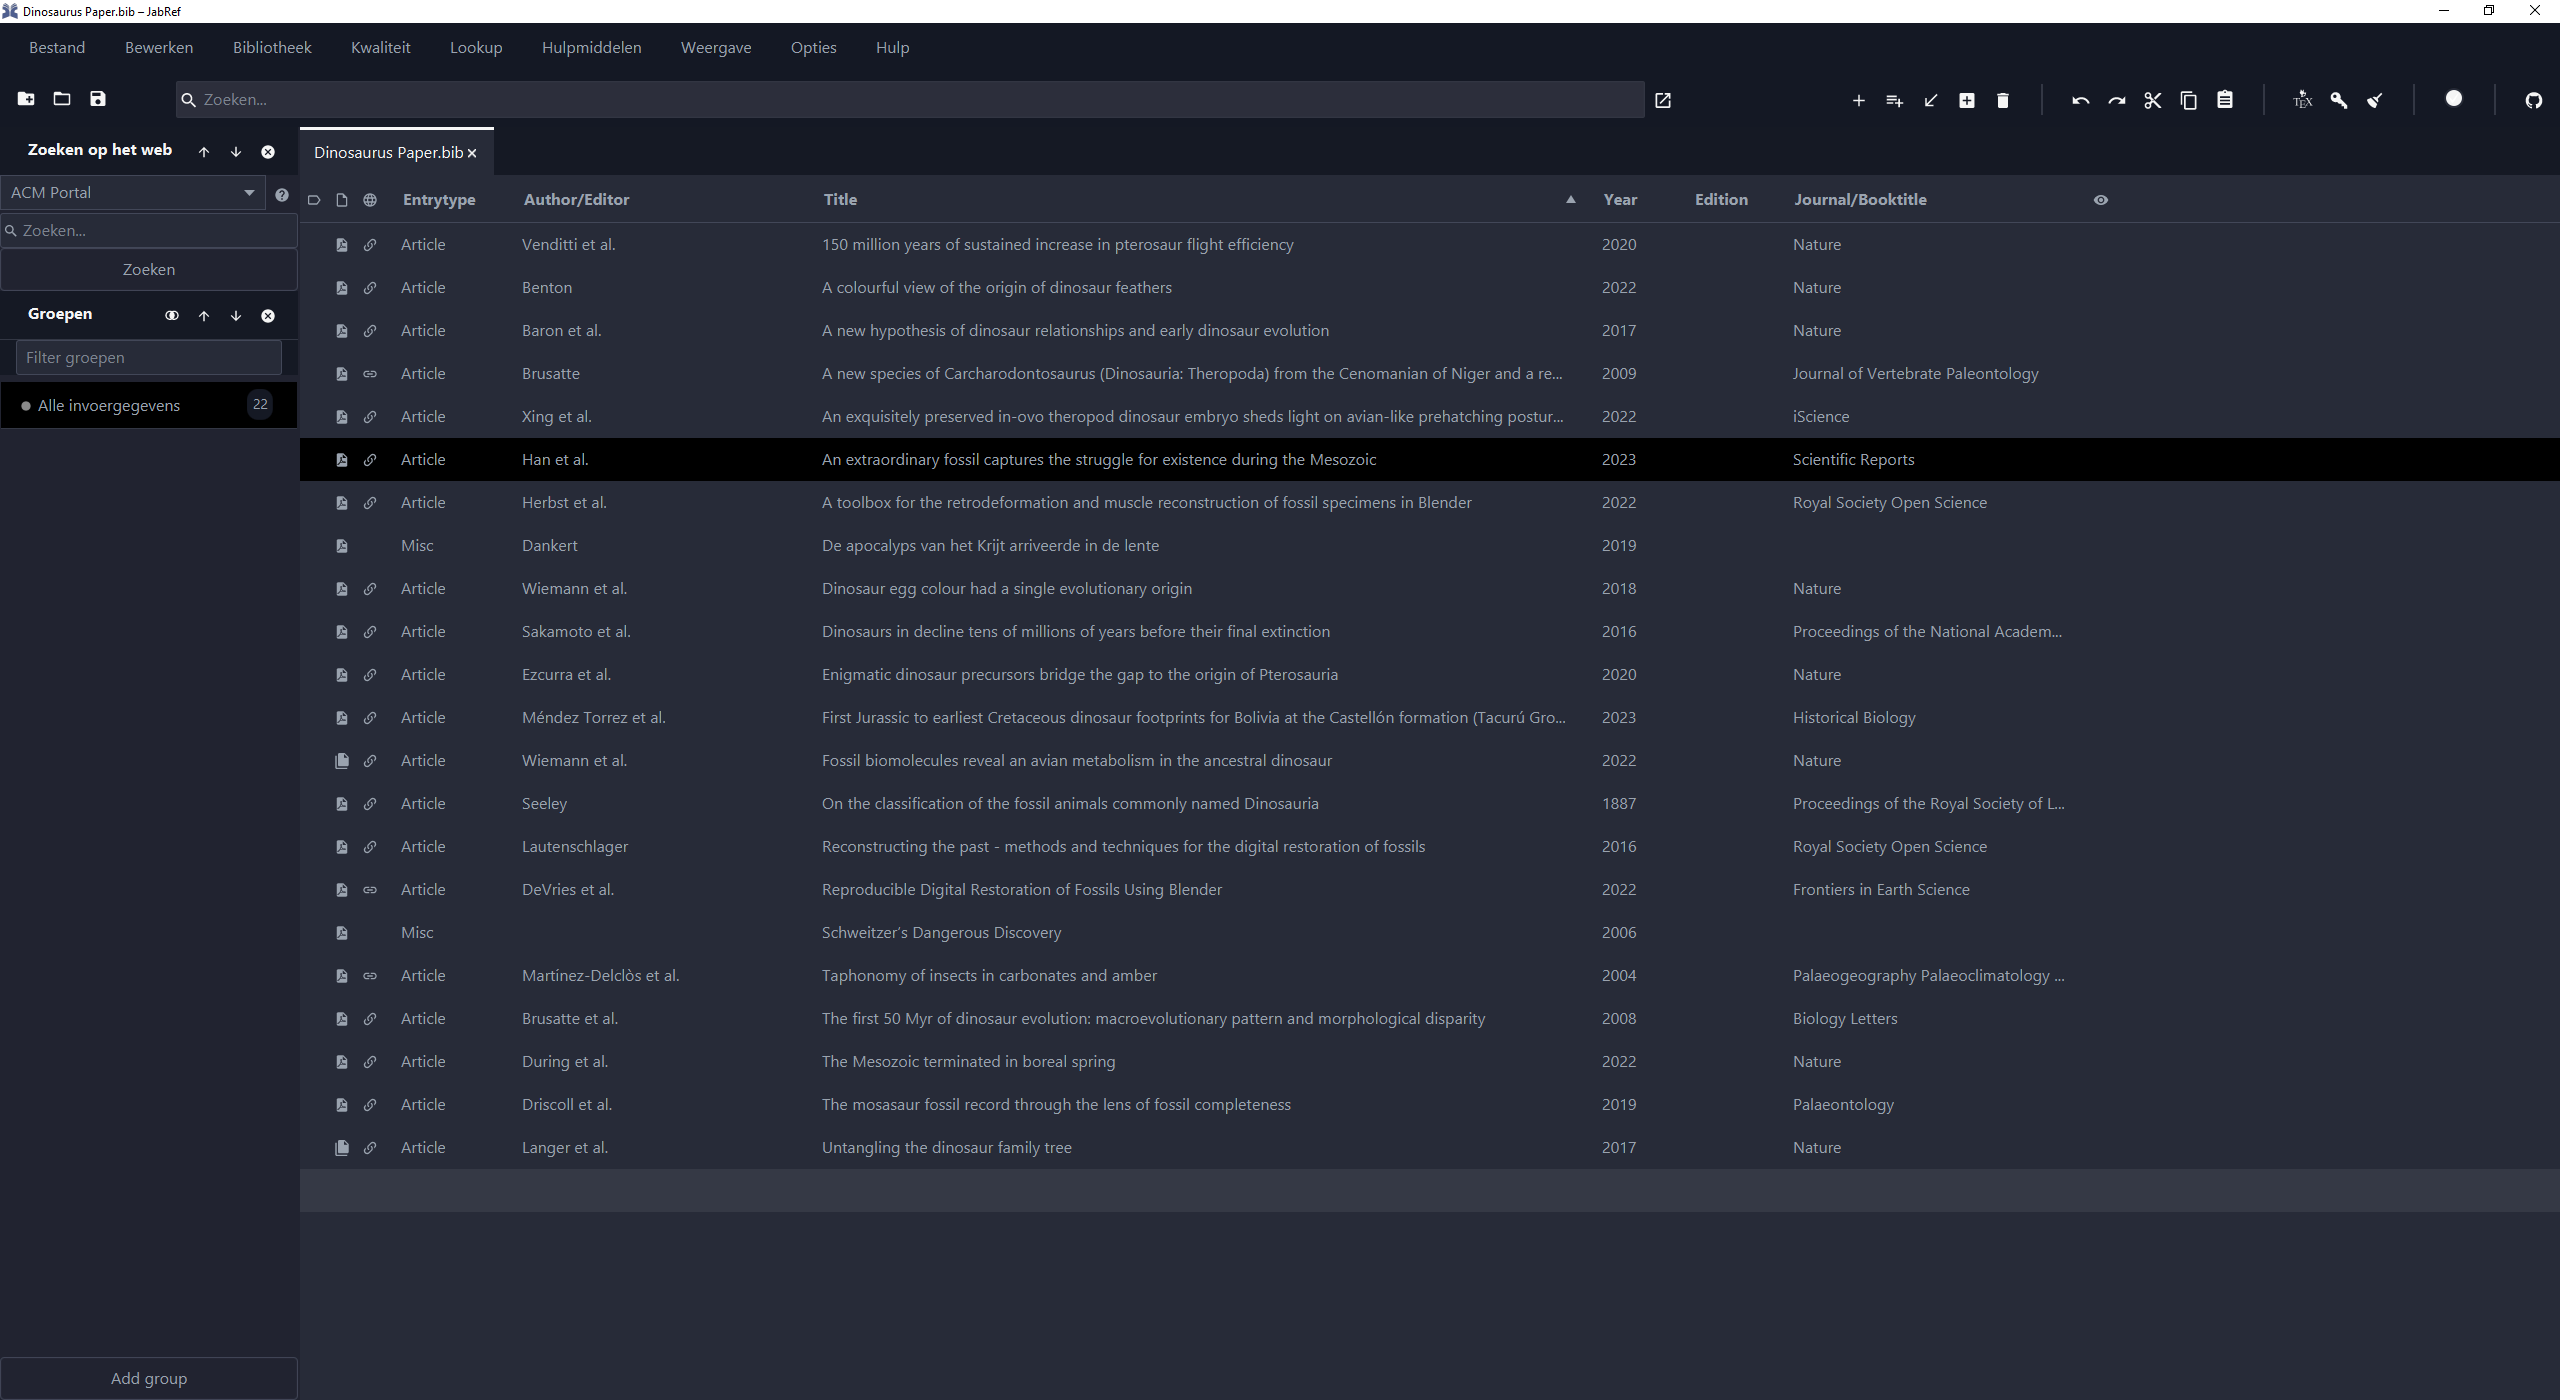 Dinosaurus Paper.bib – JabRef
Bestand Bewerken Bibliotheek Kwaliteit Lookup Hulpmiddelen Weergave Opties Hulp
Zoeken...
TEX
Zoeken op het web
ACM Portal
Zoeken...
Zoeken
Groepen
Filter groepen
Alle invoergegevens 22
Add group
Dinosaurus Paper.bib
Entrytype Author/Editor Title Year Edition Journal/Booktitle
Article Venditti et al. 150 million years of sustained increase in pterosaur flight efficiency 2020 Nature
Article Benton A colourful view of the origin of dinosaur feathers 2022 Nature
Article Baron et al. A new hypothesis of dinosaur relationships and early dinosaur evolution 2017 Nature
Article Brusatte A new species of Carcharodontosaurus (Dinosauria: Theropoda) from the Cenomanian of Niger and a re... 2009 Journal of Vertebrate Paleontology
Article Xing et al. An exquisitely preserved in-ovo theropod dinosaur embryo sheds light on avian-like prehatching postur... 2022 iScience
Article Han et al. An extraordinary fossil captures the struggle for existence during the Mesozoic 2023 Scientific Reports
Article Herbst et al. A toolbox for the retrodeformation and muscle reconstruction of fossil specimens in Blender 2022 Royal Society Open Science
Misc Dankert De apocalyps van het Krijt arriveerde in de lente 2019
Article Wiemann et al. Dinosaur egg colour had a single evolutionary origin 2018 Nature
Article Sakamoto et al. Dinosaurs in decline tens of millions of years before their final extinction 2016 Proceedings of the National Academ...
Article Ezcurra et al. Enigmatic dinosaur precursors bridge the gap to the origin of Pterosauria 2020 Nature
Article Méndez Torrez et al. First Jurassic to earliest Cretaceous dinosaur footprints for Bolivia at the Castellón formation (Tacurú Gro... 2023 Historical Biology
Article Wiemann et al. Fossil biomolecules reveal an avian metabolism in the ancestral dinosaur 2022 Nature
Article Seeley On the classification of the fossil animals commonly named Dinosauria 1887 Proceedings of the Royal Society of L...
Article Lautenschlager Reconstructing the past - methods and techniques for the digital restoration of fossils 2016 Royal Society Open Science
Article DeVries et al. Reproducible Digital Restoration of Fossils Using Blender 2022 Frontiers in Earth Science
Misc Schweitzer's Dangerous Discovery 2006
Article Martínez-Delclòs et al. Taphonomy of insects in carbonates and amber 2004 Palaeogeography Palaeoclimatology ...
Article Brusatte et al. The first 50 Myr of dinosaur evolution: macroevolutionary pattern and morphological disparity 2008 Biology Letters
Article During et al. The Mesozoic terminated in boreal spring 2022 Nature
Article Driscoll et al. The mosasaur fossil record through the lens of fossil completeness 2019 Palaeontology
Article Langer et al. Untangling the dinosaur family tree 2017 Nature